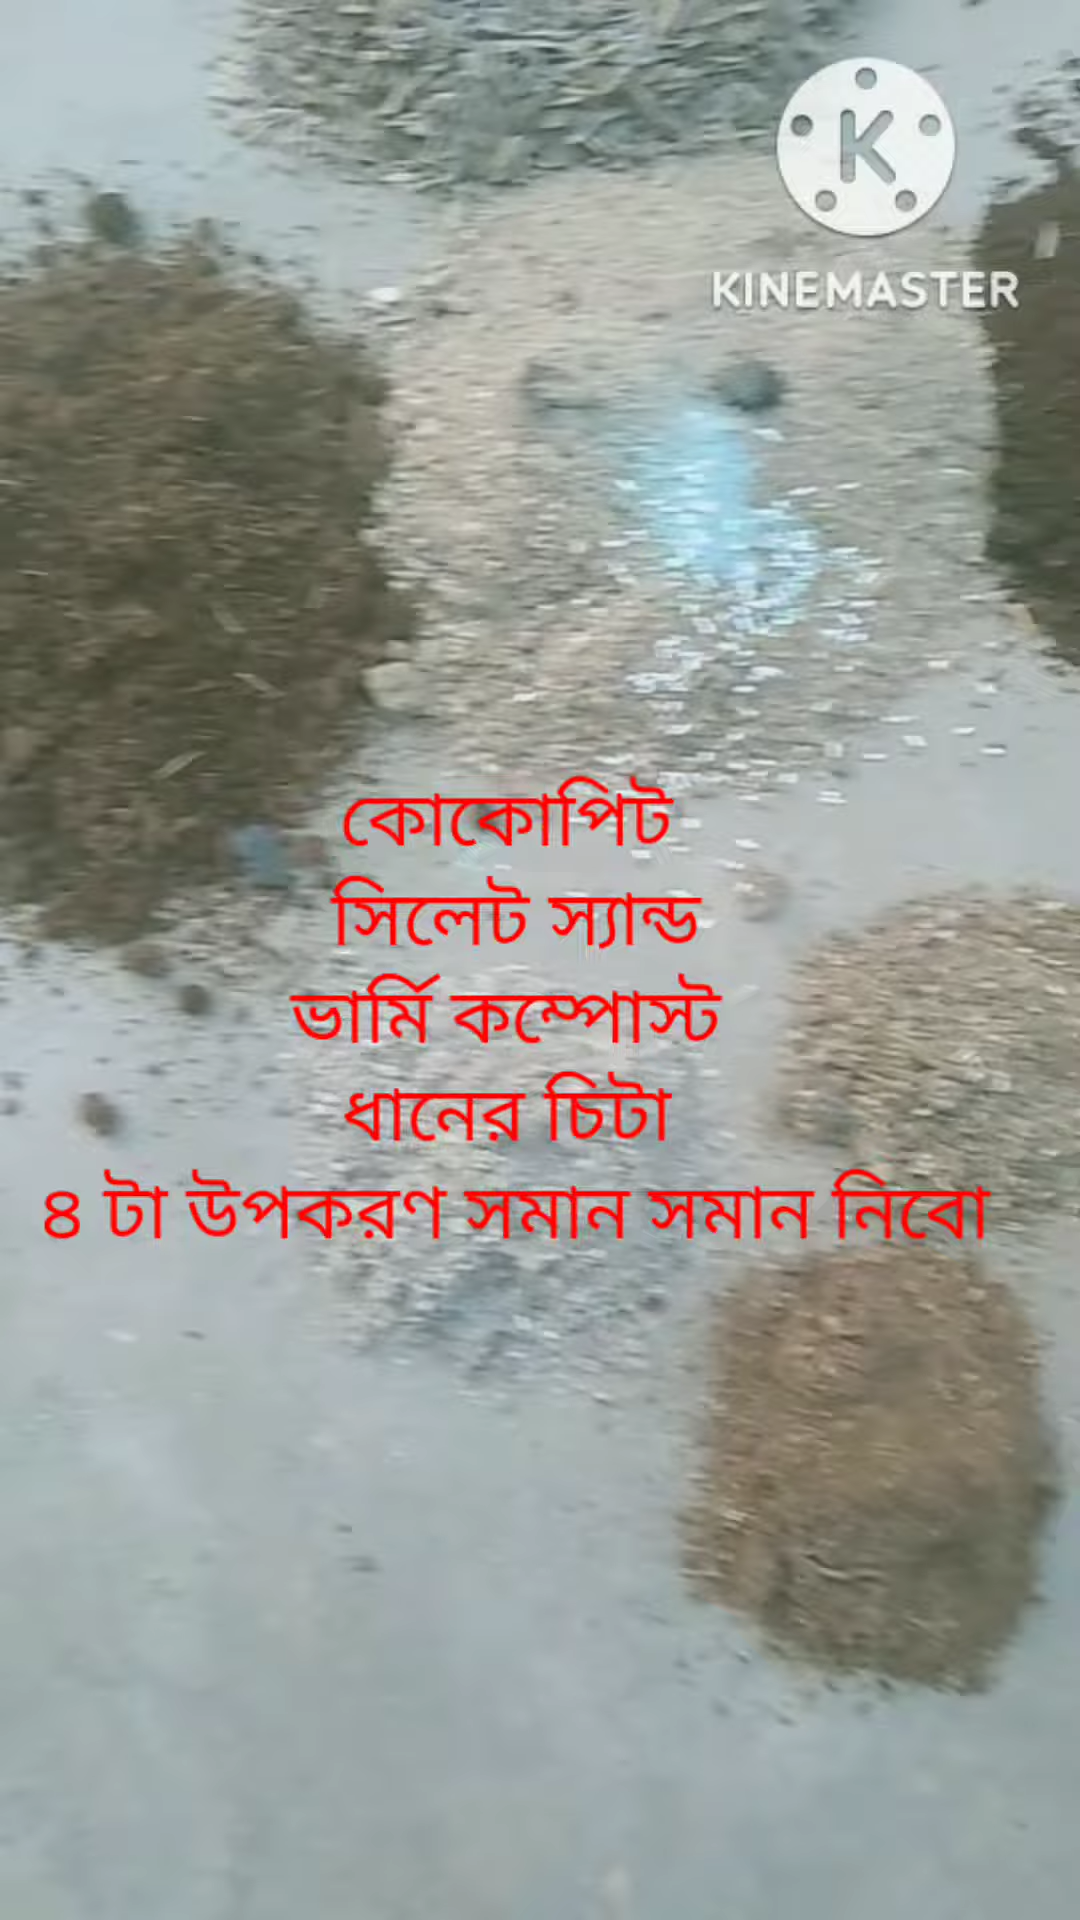 KINEMASTER
কোকোপিট
সিলেট স্যান্ড
ভার্মি কম্পোস্ট
ধানের চিটা
৪ টা উপকরণ সমান সমান নিবো